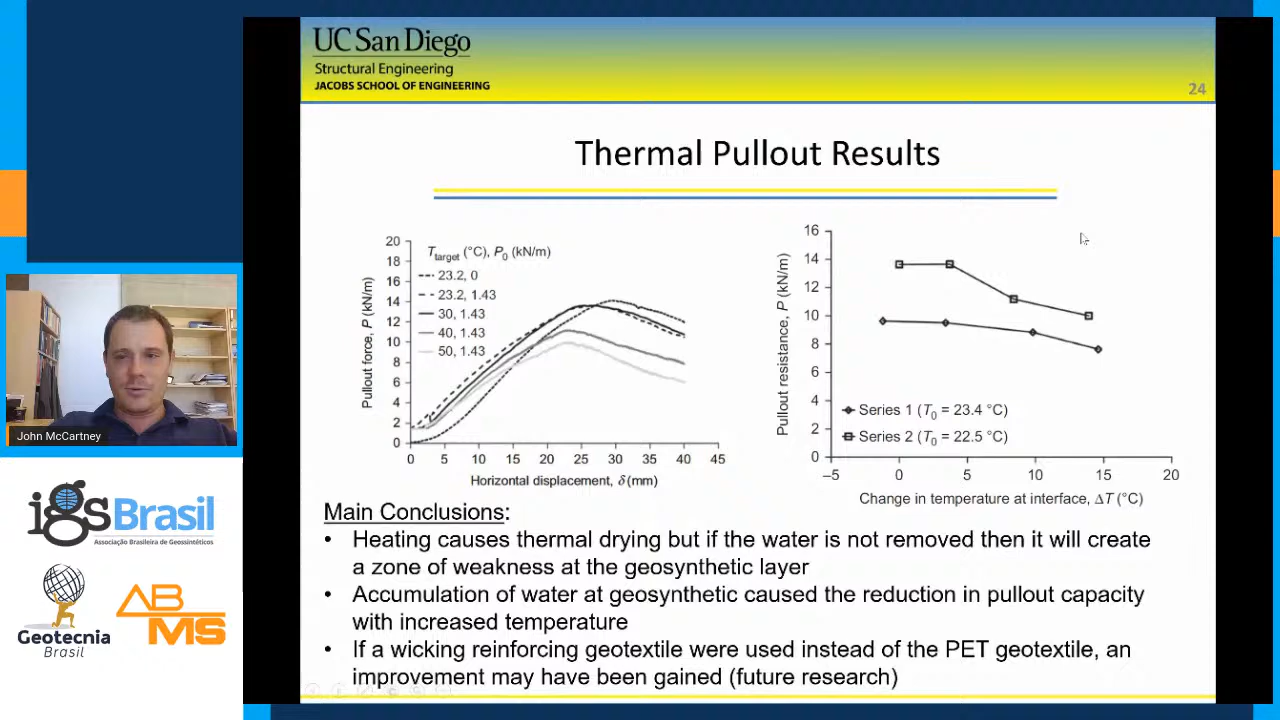 UC San Diego
Structural Engineering
JACOBS SCHOOL OF ENGINEERING
24
Thermal Pullout Results
20
18
16
14
12
10
8
6
4
2
0
Pullout force, P (kN/m)
T target (°C), P0 (kN/m)
23.2, 0
23.2, 1.43
30, 1.43
40, 1.43
50, 1.43
0 5 10 15 20 25 30 35 40 45
Horizontal displacement, δ (mm)
16
14
12
10
8
6
4
2
0
Pullout resistance, P (kN/m)
Series 1 (T0 = 23.4 °C)
Series 2 (T0 = 22.5 °C)
–5 0 5 10 15 20
Change in temperature at interface, ΔT (°C)
Main Conclusions:
• Heating causes thermal drying but if the water is not removed then it will create
a zone of weakness at the geosynthetic layer
• Accumulation of water at geosynthetic caused the reduction in pullout capacity
with increased temperature
• If a wicking reinforcing geotextile were used instead of the PET geotextile, an
improvement may have been gained (future research)
John McCartney
igs Brasil
Associação Brasileira de Geossintéticos
Geotecnia
Brasil
AB
MS